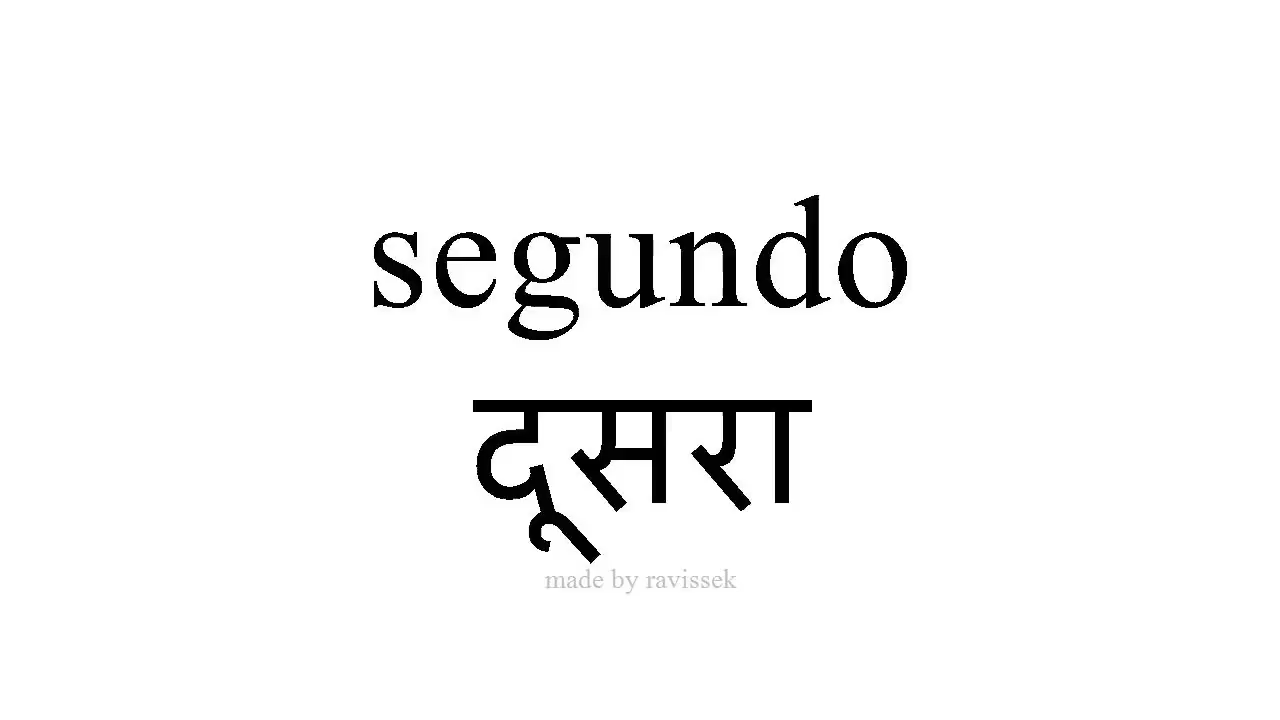 segundo
दूसरा
made by ravissek